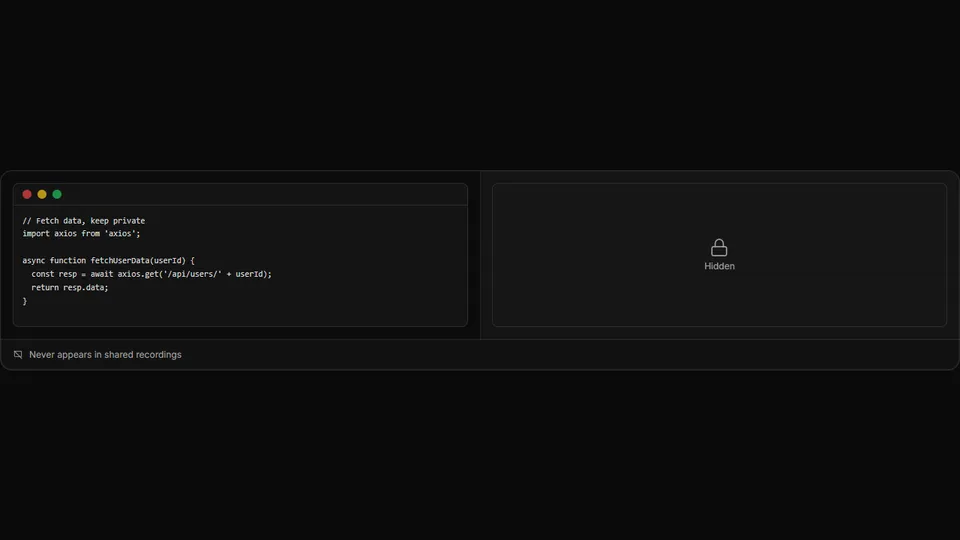 // Fetch data, keep private
import axios from 'axios';
async function fetchUserData(userId) {
const resp = await axios.get('/api/users/' + userId);
return resp.data;
}
Hidden
Never appears in shared recordings